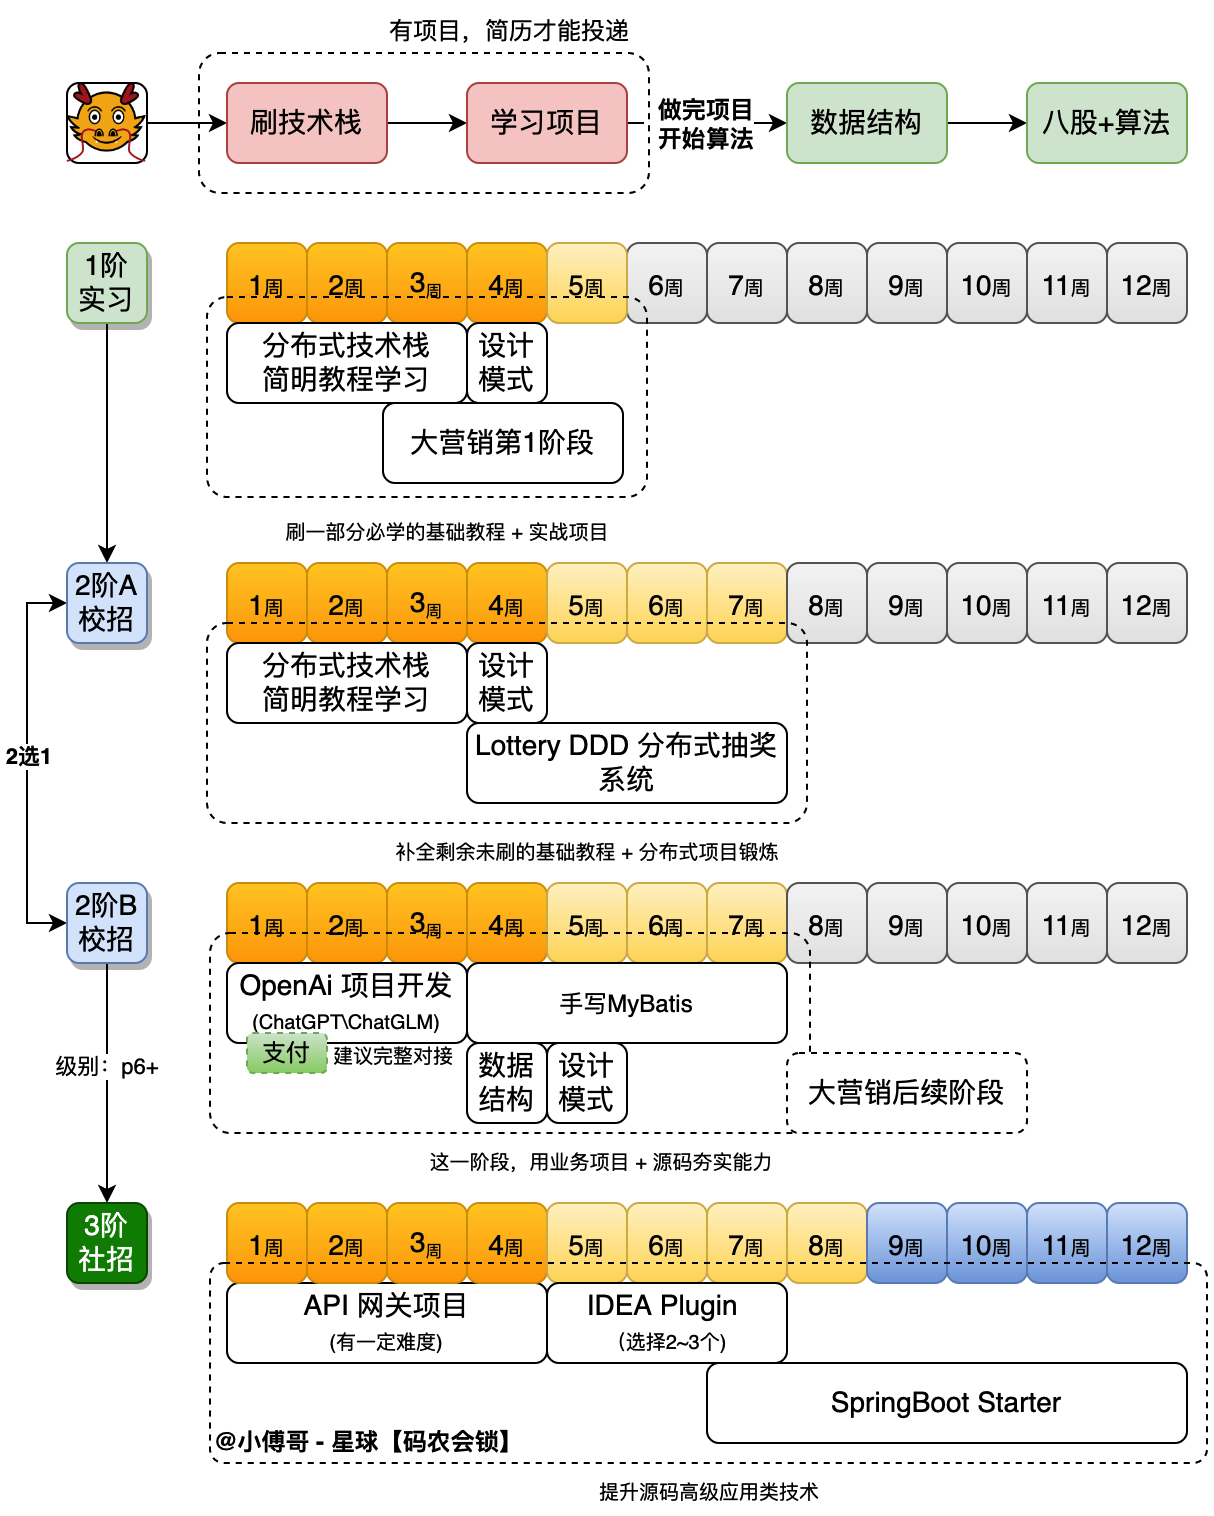 有项目，简历才能投递
刷技术栈
学习项目
做完项目
开始算法
数据结构
八股+算法
1阶
实习
1周 2周 3周 4周 5周 6周 7周 8周 9周 10周 11周 12周
分布式技术栈
简明教程学习
设计
模式
大营销第1阶段
刷一部分必学的基础教程 + 实战项目
2阶A
校招
1周 2周 3周 4周 5周 6周 7周 8周 9周 10周 11周 12周
分布式技术栈
简明教程学习
设计
模式
2选1
Lottery DDD 分布式抽奖
系统
补全剩余未刷的基础教程 + 分布式项目锻炼
2阶B
校招
1周 2周 3周 4周 5周 6周 7周 8周 9周 10周 11周 12周
OpenAi 项目开发
(ChatGPT\ChatGLM)
手写MyBatis
支付
建议完整对接
级别：p6+
数据
结构
设计
模式
大营销后续阶段
这一阶段，用业务项目 + 源码夯实能力
3阶
社招
1周 2周 3周 4周 5周 6周 7周 8周 9周 10周 11周 12周
API 网关项目
(有一定难度)
IDEA Plugin
（选择2~3个)
SpringBoot Starter
@小傅哥 - 星球【码农会锁】
提升源码高级应用类技术